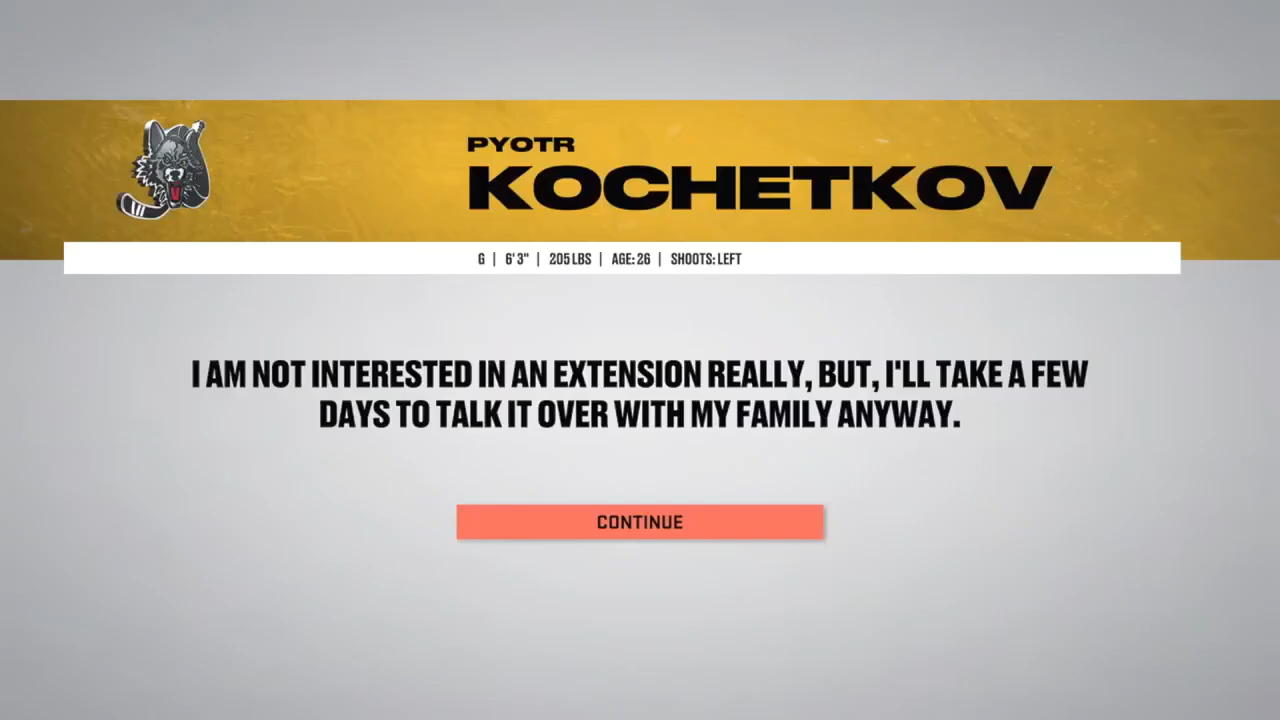 PYOTR
KOCHETKOV
G | 6'3" | 205 LBS | AGE: 26 | SHOOTS: LEFT
I AM NOT INTERESTED IN AN EXTENSION REALLY, BUT, I'LL TAKE A FEW
DAYS TO TALK IT OVER WITH MY FAMILY ANYWAY.
CONTINUE